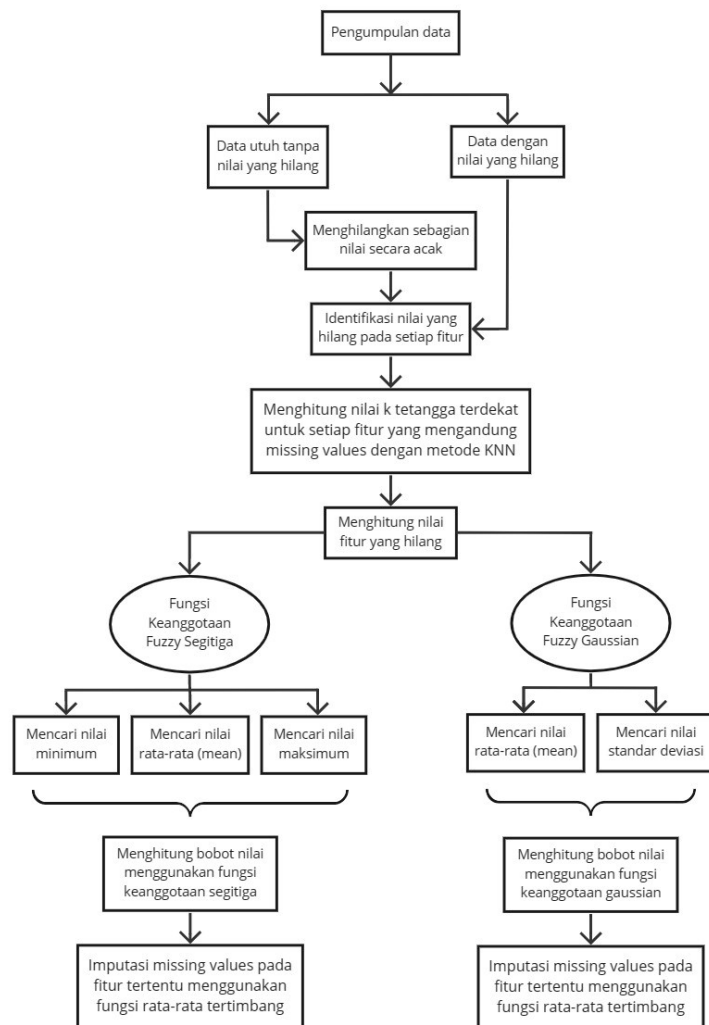 Pengumpulan data
Data utuh tanpa
nilai yang hilang
Data dengan
nilai yang hilang
Menghilangkan sebagian
nilai secara acak
Identifikasi nilai yang
hilang pada setiap fitur
Menghitung nilai k tetangga terdekat
untuk setiap fitur yang mengandung
missing values dengan metode KNN
Menghitung nilai
fitur yang hilang
Fungsi
Keanggotaan
Fuzzy Segitiga
Fungsi
Keanggotaan
Fuzzy Gaussian
Mencari nilai
minimum
Mencari nilai
rata-rata (mean)
Mencari nilai
maksimum
Mencari nilai
rata-rata (mean)
Mencari nilai
standar deviasi
Menghitung bobot nilai
menggunakan fungsi
keanggotaan segitiga
Menghitung bobot nilai
menggunakan fungsi
keanggotaan gaussian
Imputasi missing values pada
fitur tertentu menggunakan
fungsi rata-rata tertimbang
Imputasi missing values pada
fitur tertentu menggunakan
fungsi rata-rata tertimbang